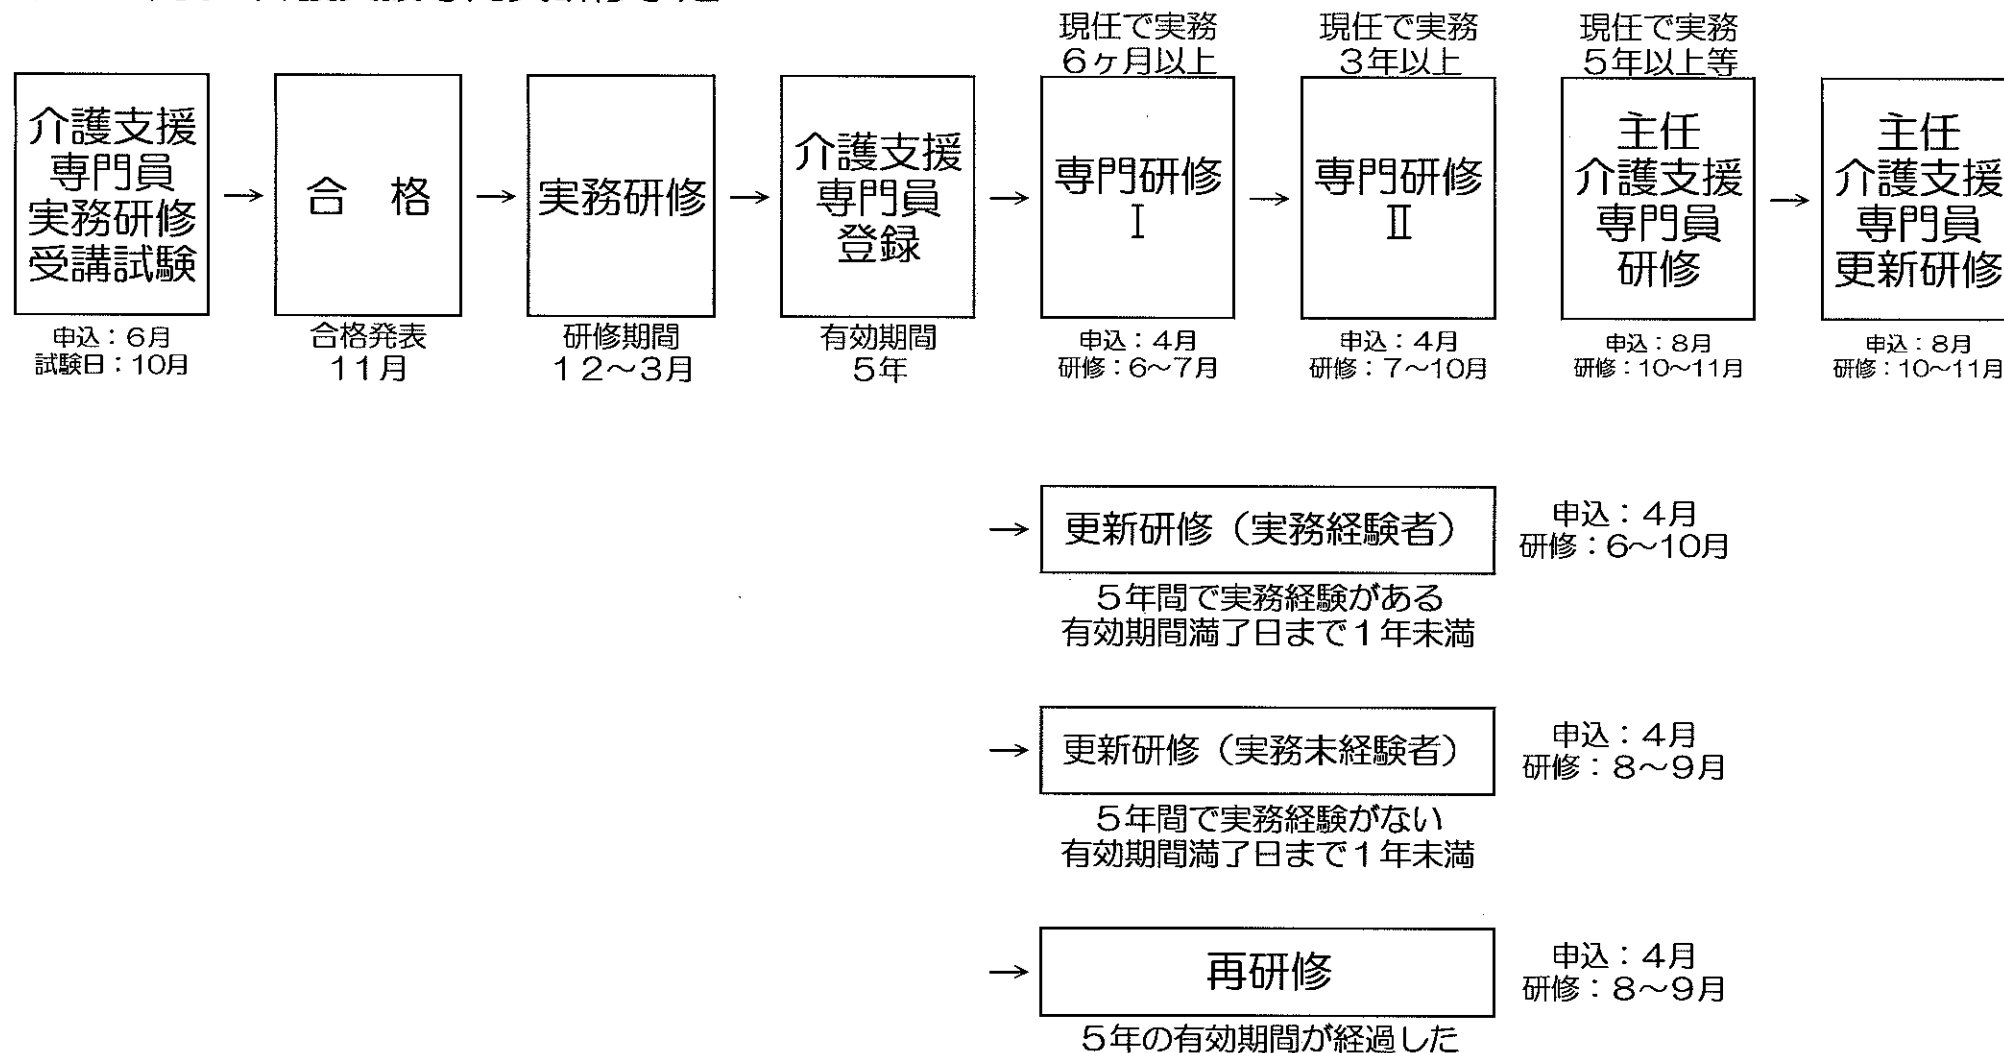 現任で実務
6ヶ月以上
現任で実務
3年以上
現任で実務
5年以上等
介護支援
専門員
実務研修
受講試験
→
合 格
→
実務研修
→
介護支援
専門員
登録
→
専門研修
Ⅰ
→
専門研修
Ⅱ
主任
介護支援
専門員
研修
→
主任
介護支援
専門員
更新研修
申込：6月
試験日：10月
合格発表
11月
研修期間
12～3月
有効期間
5年
申込：4月
研修：6～7月
申込：4月
研修：7～10月
申込：8月
研修：10～11月
申込：8月
研修：10～11月
→ 更新研修（実務経験者）
申込：4月
研修：6～10月
5年間で実務経験がある
有効期間満了日まで1年未満
→ 更新研修（実務未経験者）
申込：4月
研修：8～9月
5年間で実務経験がない
有効期間満了日まで1年未満
→ 再研修
申込：4月
研修：8～9月
5年の有効期間が経過した